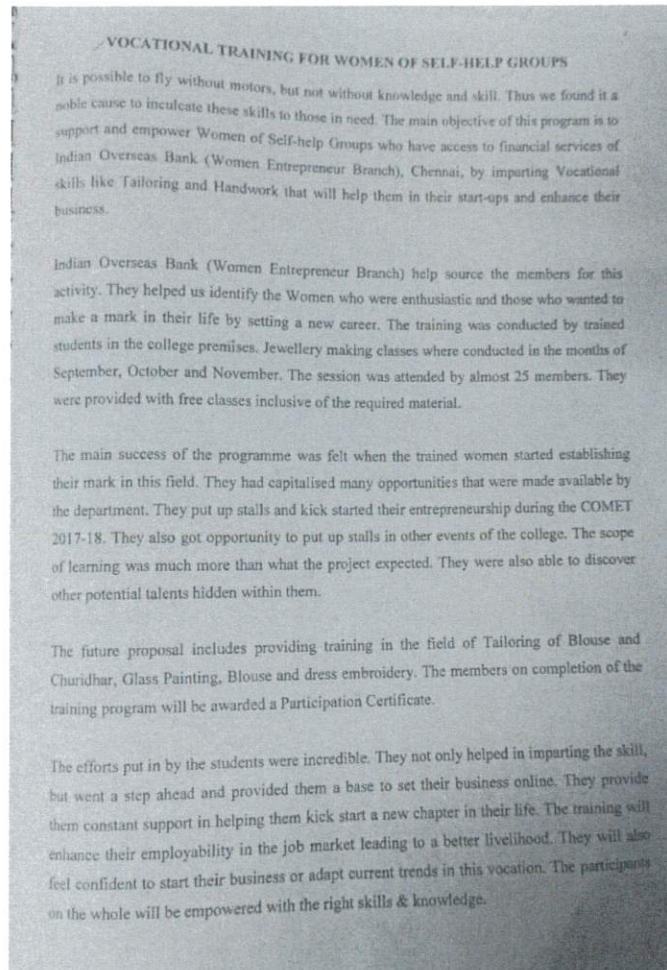 VOCATIONAL TRAINING FOR WOMEN OF SELF-HELP GROUPS
It is possible to fly without motors, but not without knowledge and skill. Thus we found it a
noble cause to inculcate these skills to those in need. The main objective of this program is to
support and empower Women of Self-help Groups who have access to financial services of
Indian Overseas Bank (Women Entrepreneur Branch), Chennai, by imparting Vocational
skills like Tailoring and Handwork that will help them in their start-ups and enhance their
business.
Indian Overseas Bank (Women Entrepreneur Branch) help source the members for this
activity. They helped us identify the Women who were enthusiastic and those who wanted to
make a mark in their life by setting a new career. The training was conducted by trained
students in the college premises. Jewellery making classes where conducted in the months of
September, October and November. The session was attended by almost 25 members. They
were provided with free classes inclusive of the required material.
The main success of the programme was felt when the trained women started establishing
their mark in this field. They had capitalised many opportunities that were made available by
the department. They put up stalls and kick started their entrepreneurship during the COMET
2017-18. They also got opportunity to put up stalls in other events of the college. The scope
of learning was much more than what the project expected. They were also able to discover
other potential talents hidden within them.
The future proposal includes providing training in the field of Tailoring of Blouse and
Churidhar, Glass Painting, Blouse and dress embroidery. The members on completion of the
training program will be awarded a Participation Certificate.
The efforts put in by the students were incredible. They not only helped in imparting the skill,
but went a step ahead and provided them a base to set their business online. They provide
them constant support in helping them kick start a new chapter in their life. The training will
enhance their employability in the job market leading to a better livelihood. They will also
feel confident to start their business or adapt current trends in this vocation. The participants
on the whole will be empowered with the right skills & knowledge.